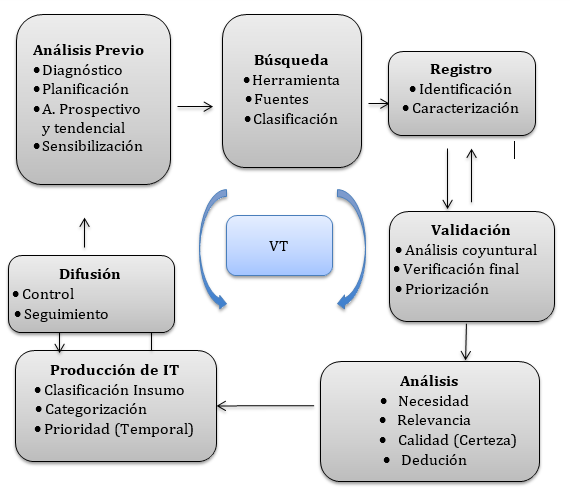 Análisis Previo
• Diagnóstico
• Planificación
• A. Prospectivo
y tendencial
• Sensibilización
Búsqueda
• Herramienta
• Fuentes
• Clasificación
Registro
• Identificación
• Caracterización
VT
Validación
• Análisis coyuntural
• Verificación final
• Priorización
Difusión
• Control
• Seguimiento
Producción de IT
• Clasificación Insumo
• Categorización
• Prioridad (Temporal)
Análisis
• Necesidad
• Relevancia
• Calidad (Certeza)
• Dedución